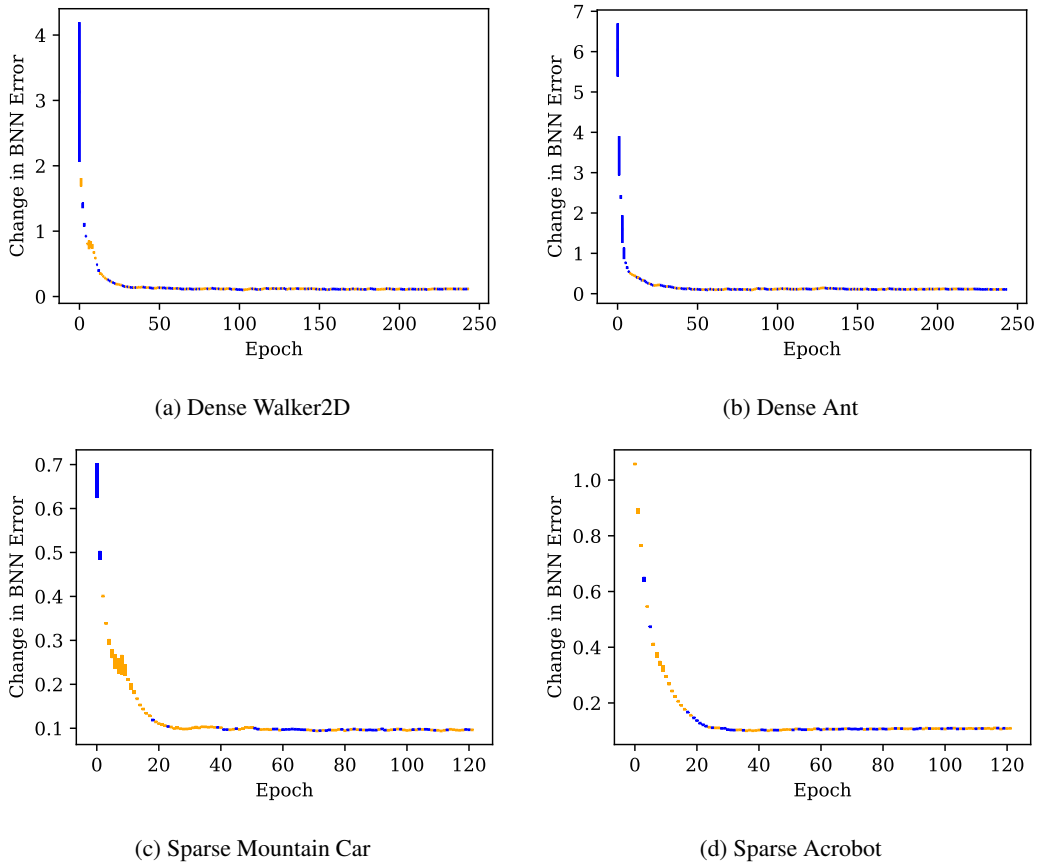 4
3
2
1
0
Change in BNN Error
0 50 100 150 200 250
Epoch
(a) Dense Walker2D
7
6
5
4
3
2
1
0
Change in BNN Error
0 50 100 150 200 250
Epoch
(b) Dense Ant
0.7
0.6
0.5
0.4
0.3
0.2
0.1
Change in BNN Error
0 20 40 60 80 100 120
Epoch
(c) Sparse Mountain Car
1.0
0.8
0.6
0.4
0.2
Change in BNN Error
0 20 40 60 80 100 120
Epoch
(d) Sparse Acrobot